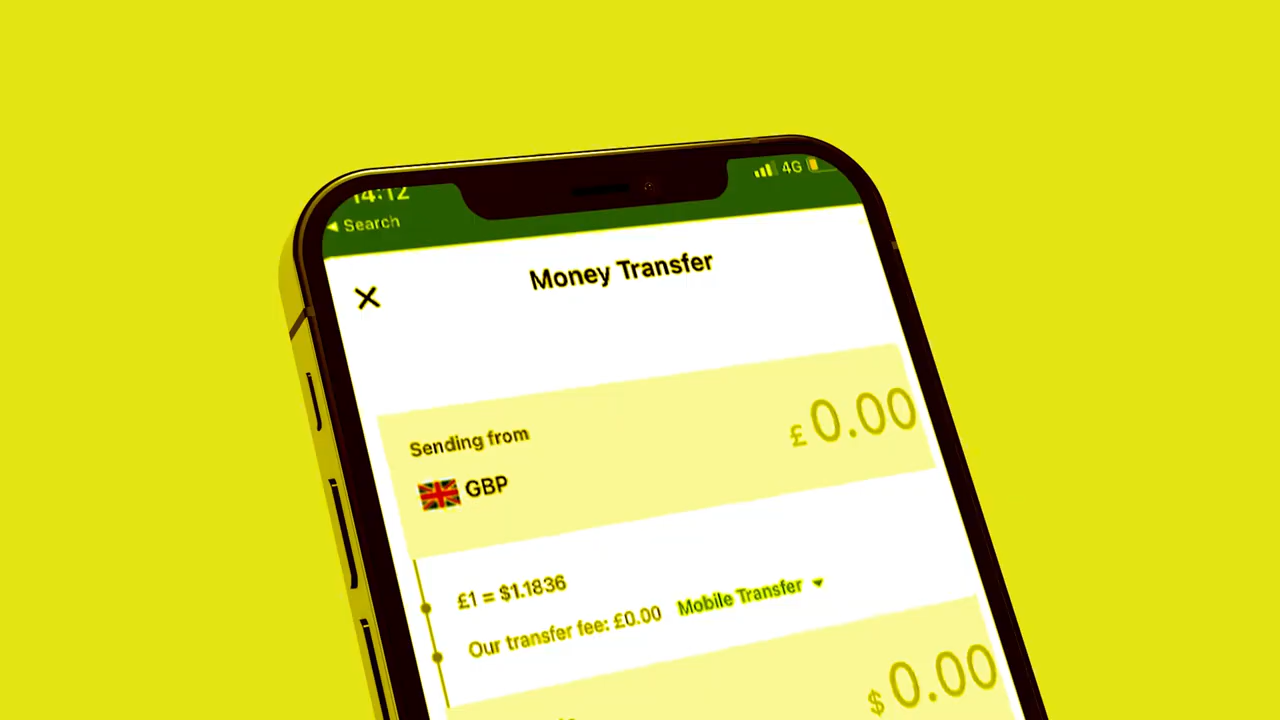 14:12
4G
◀ Search
Money Transfer
Sending from
£ 0.00
GBP
£1 = $1.1836
Our transfer fee: £0.00 Mobile Transfer
$ 0.00